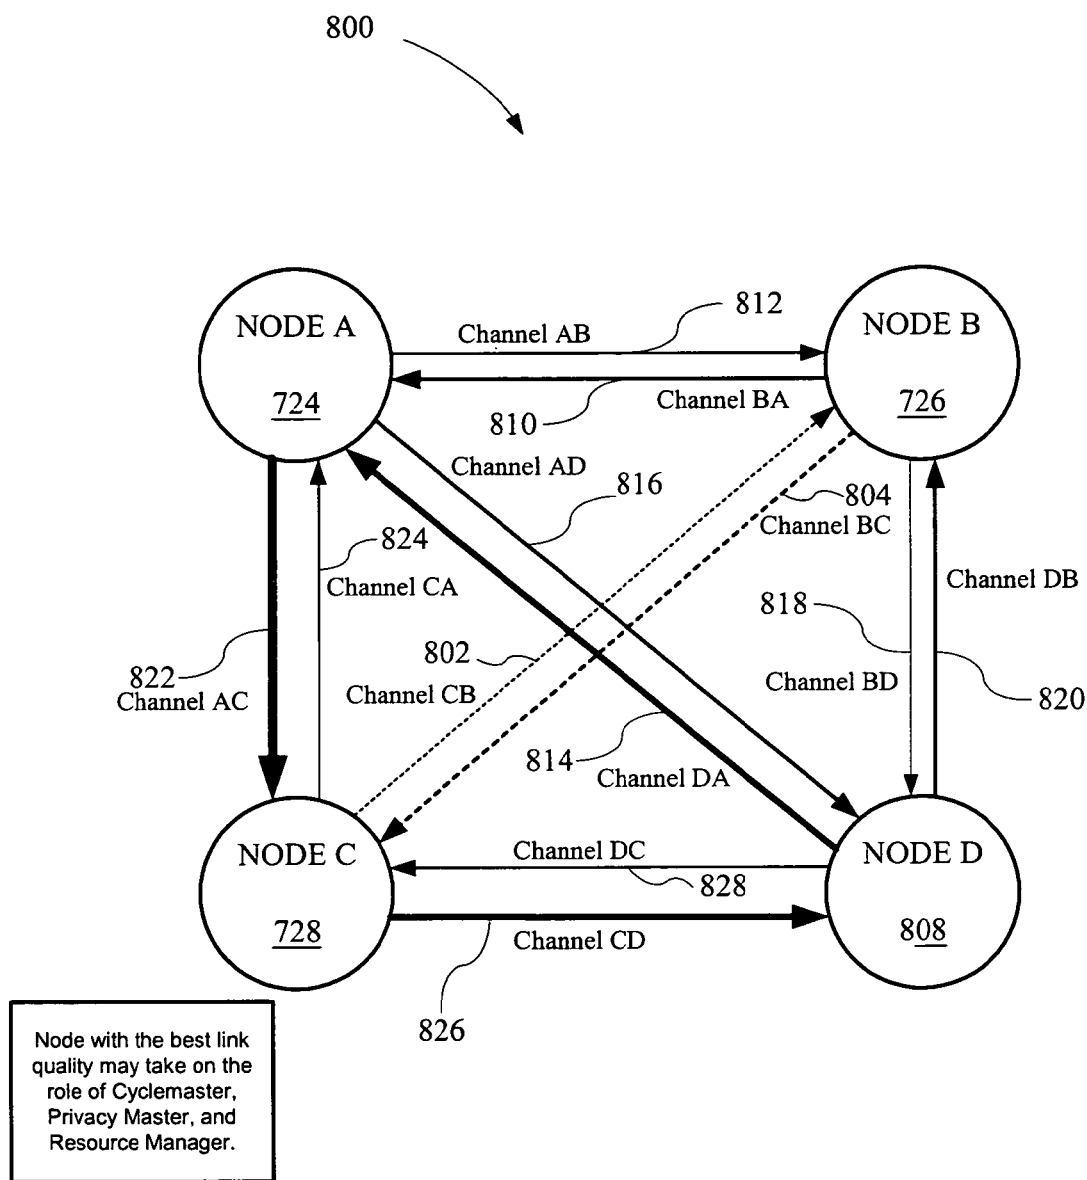 800
NODE A
724
NODE B
726
Channel AB
812
Channel BA
810
Channel AD
816
804
Channel BC
824
Channel CA
Channel DB
818
802
822
Channel AC
Channel CB
Channel BD
820
814
Channel DA
NODE C
728
NODE D
808
Channel DC
828
Channel CD
826
Node with the best link
quality may take on the
role of Cyclemaster,
Privacy Master, and
Resource Manager.